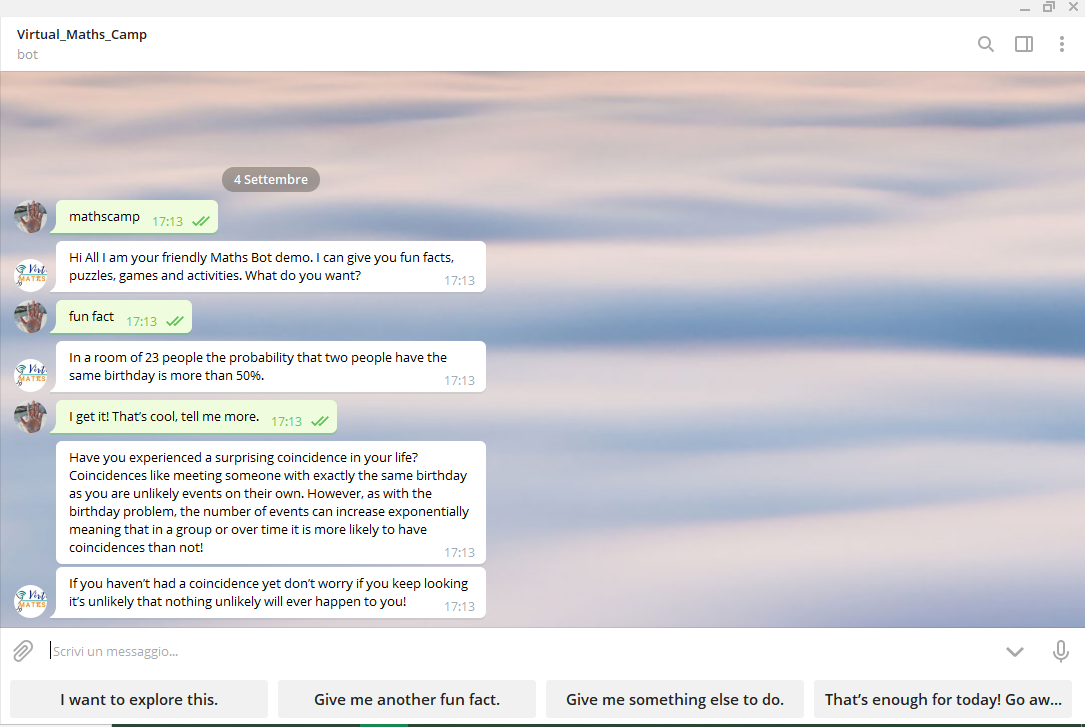 Virtual_Maths_Camp
bot
4 Settembre
mathscamp 17:13
Hi All I am your friendly Maths Bot demo. I can give you fun facts,
puzzles, games and activities. What do you want? 17:13
Virt
MATES
fun fact 17:13
In a room of 23 people the probability that two people have the
same birthday is more than 50%. 17:13
Virt
MATES
I get it! That’s cool, tell me more. 17:13
Have you experienced a surprising coincidence in your life?
Coincidences like meeting someone with exactly the same birthday
as you are unlikely events on their own. However, as with the
birthday problem, the number of events can increase exponentially
meaning that in a group or over time it is more likely to have
coincidences than not! 17:13
If you haven’t had a coincidence yet don’t worry if you keep looking
it’s unlikely that nothing unlikely will ever happen to you! 17:13
Virt
MATES
Scrivi un messaggio...
I want to explore this. Give me another fun fact. Give me something else to do. That’s enough for today! Go aw...